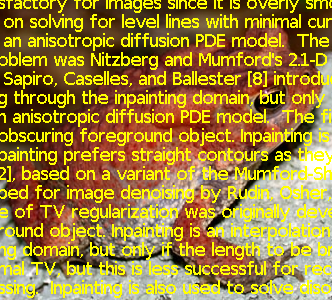 sfactory for images since it is overly smo
on solving for level lines with minimal cur
an anisotropic diffusion PDE model. The
oblem was Nitzberg and Mumford's 2.1-D
Sapiro, Caselles, and Ballester [8] introdu
g through the inpainting domain, but only
n anisotropic diffusion PDE model. The fi
obscuring foreground object. Inpainting is
painting prefers straight contours as they
2], based on a variant of the Mumford-Sh
ped for image denoising by Rudin, Osher
e of TV regularization was originally deve
round object. Inpainting is an interpolation
ng domain, but only if the length to be br
mal TV, but this is less successful for rec
ssing. Inpainting is also used to solve disc